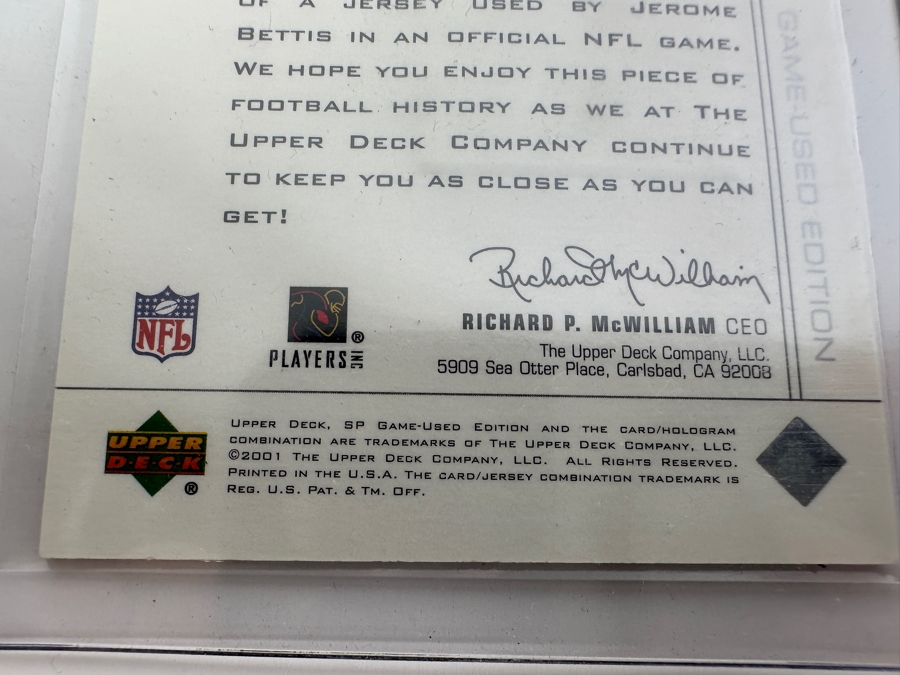 OF A JERSEY USED BY JEROME
BETTIS IN AN OFFICIAL NFL GAME.
WE HOPE YOU ENJOY THIS PIECE OF
FOOTBALL HISTORY AS WE AT THE
UPPER DECK COMPANY CONTINUE
TO KEEP YOU AS CLOSE AS YOU CAN
GET!
GAME-USED EDITION
Richard McWilliam
RICHARD P. McWILLIAM CEO
The Upper Deck Company, LLC.
5909 Sea Otter Place, Carlsbad, CA 92008
NFL
PLAYERS INC ®
UPPER
D·E·C·K ®
UPPER DECK, SP GAME-USED EDITION AND THE CARD/HOLOGRAM
COMBINATION ARE TRADEMARKS OF THE UPPER DECK COMPANY, LLC.
©2001 THE UPPER DECK COMPANY, LLC. ALL RIGHTS RESERVED.
PRINTED IN THE U.S.A. THE CARD/JERSEY COMBINATION TRADEMARK IS
REG. U.S. PAT. & TM. OFF.